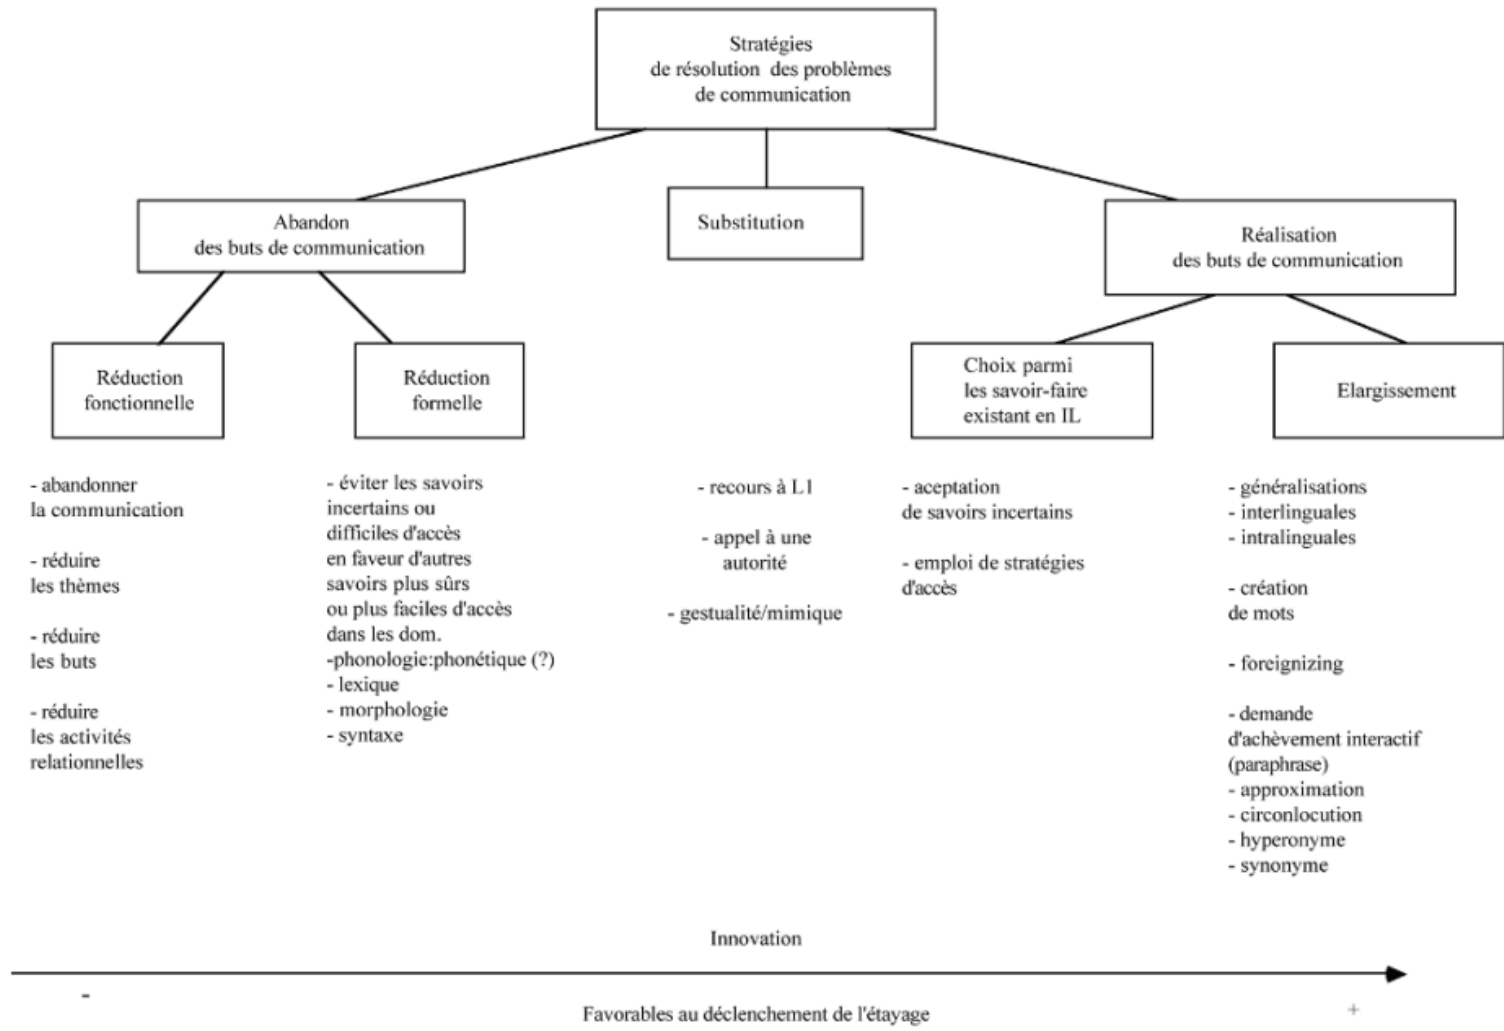 Stratégies
de résolution des problèmes
de communication
Abandon
des buts de communication
Substitution
Réalisation
des buts de communication
Réduction
fonctionnelle
Réduction
formelle
Choix parmi
les savoir-faire
existant en IL
Elargissement
- abandonner
la communication
- réduire
les thèmes
- réduire
les buts
- réduire
les activités
relationnelles
- éviter les savoirs
incertains ou
difficiles d'accès
en faveur d'autres
savoirs plus sûrs
ou plus faciles d'accès
dans les dom.
-phonologie:phonétique (?)
- lexique
- morphologie
- syntaxe
- recours à L1
- appel à une
autorité
- gestualité/mimique
- aceptation
de savoirs incertains
- emploi de stratégies
d'accès
- généralisations
- interlinguales
- intralinguales
- création
de mots
- foreignizing
- demande
d'achèvement interactif
(paraphrase)
- approximation
- circonlocution
- hyperonyme
- synonyme
Innovation
- +
Favorables au déclenchement de l'étayage